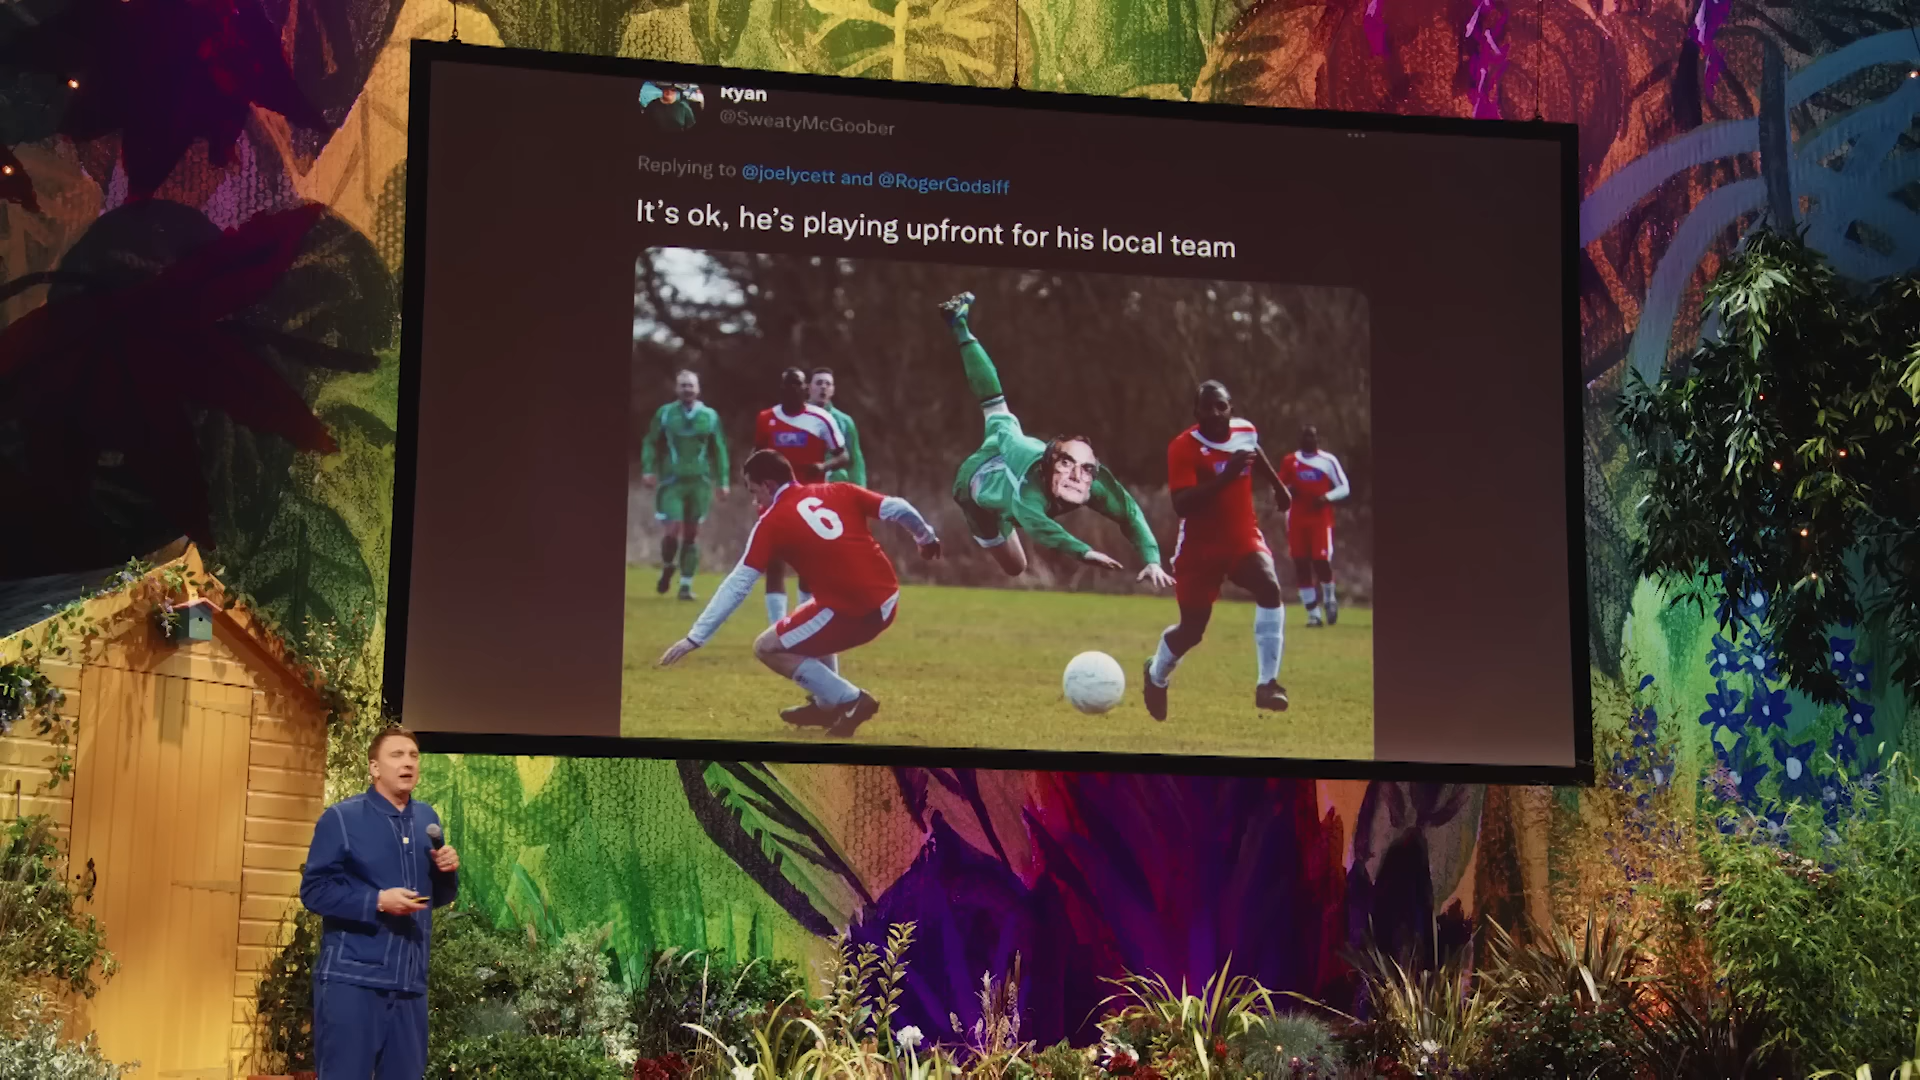 Ryan
@SweatyMcGoober
Replying to @joelycett and @RogerGodsiff
It's ok, he's playing upfront for his local team
6